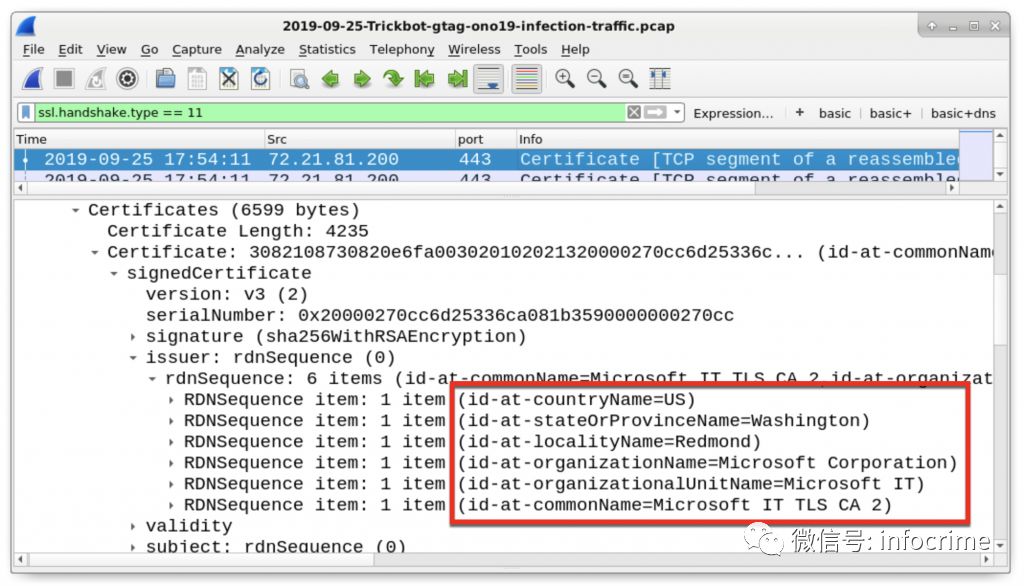 2019-09-25-Trickbot-gtag-ono19-infection-traffic.pcap
File Edit View Go Capture Analyze Statistics Telephony Wireless Tools Help
ssl.handshake.type == 11 Expression... + basic basic+ basic+dns
Time Src port Info
2019-09-25 17:54:11 72.21.81.200 443 Certificate [TCP segment of a reassemble
2019-09-25 17:54:11 72.21.81.200 443 Certificate [TCP segment of a reassemble
Certificates (6599 bytes)
Certificate Length: 4235
Certificate: 3082108730820e6fa003020102021320000270cc6d25336c... (id-at-commonName
signedCertificate
version: v3 (2)
serialNumber: 0x20000270cc6d25336ca081b3590000000270cc
signature (sha256WithRSAEncryption)
issuer: rdnSequence (0)
rdnSequence: 6 items (id-at-commonName=Microsoft IT TLS CA 2,id-at-organizat
RDNSequence item: 1 item (id-at-countryName=US)
RDNSequence item: 1 item (id-at-stateOrProvinceName=Washington)
RDNSequence item: 1 item (id-at-localityName=Redmond)
RDNSequence item: 1 item (id-at-organizationName=Microsoft Corporation)
RDNSequence item: 1 item (id-at-organizationalUnitName=Microsoft IT)
RDNSequence item: 1 item (id-at-commonName=Microsoft IT TLS CA 2)
validity
subject: rdnSequence (0)
微信号: infocrime